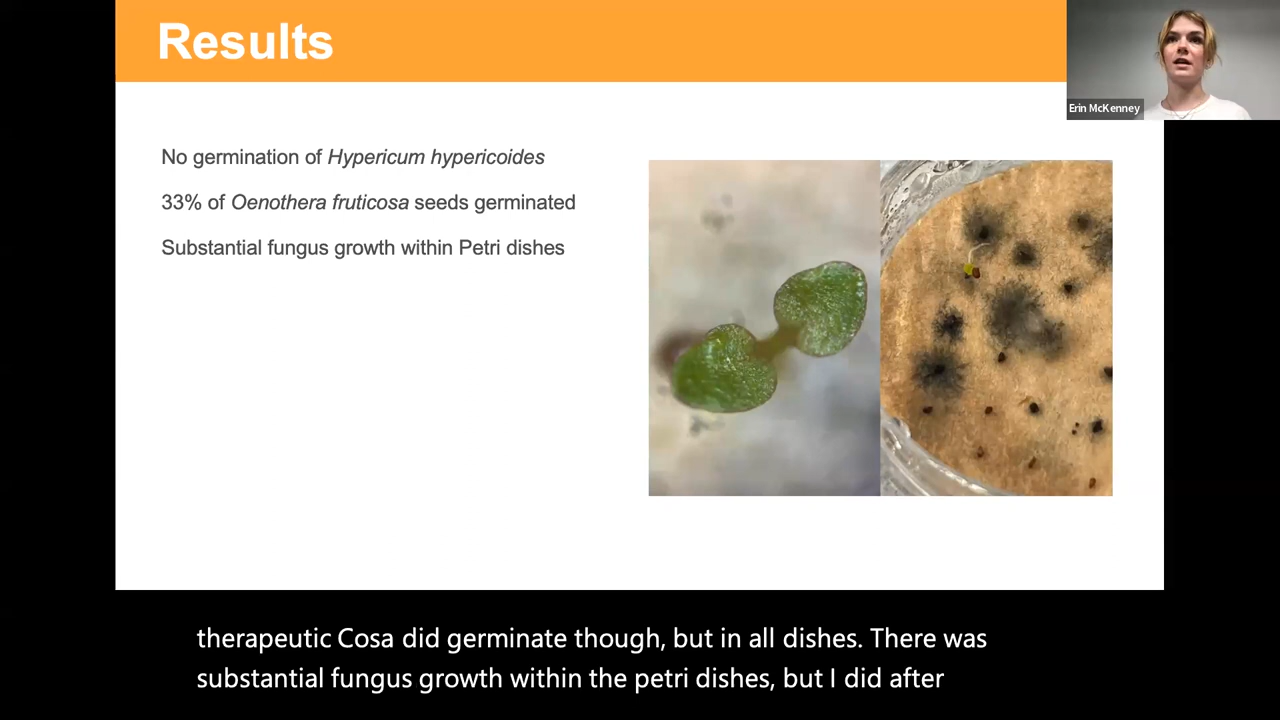 Results
Erin McKenney
No germination of Hypericum hypericoides
33% of Oenothera fruticosa seeds germinated
Substantial fungus growth within Petri dishes
therapeutic Cosa did germinate though, but in all dishes. There was
substantial fungus growth within the petri dishes, but I did after